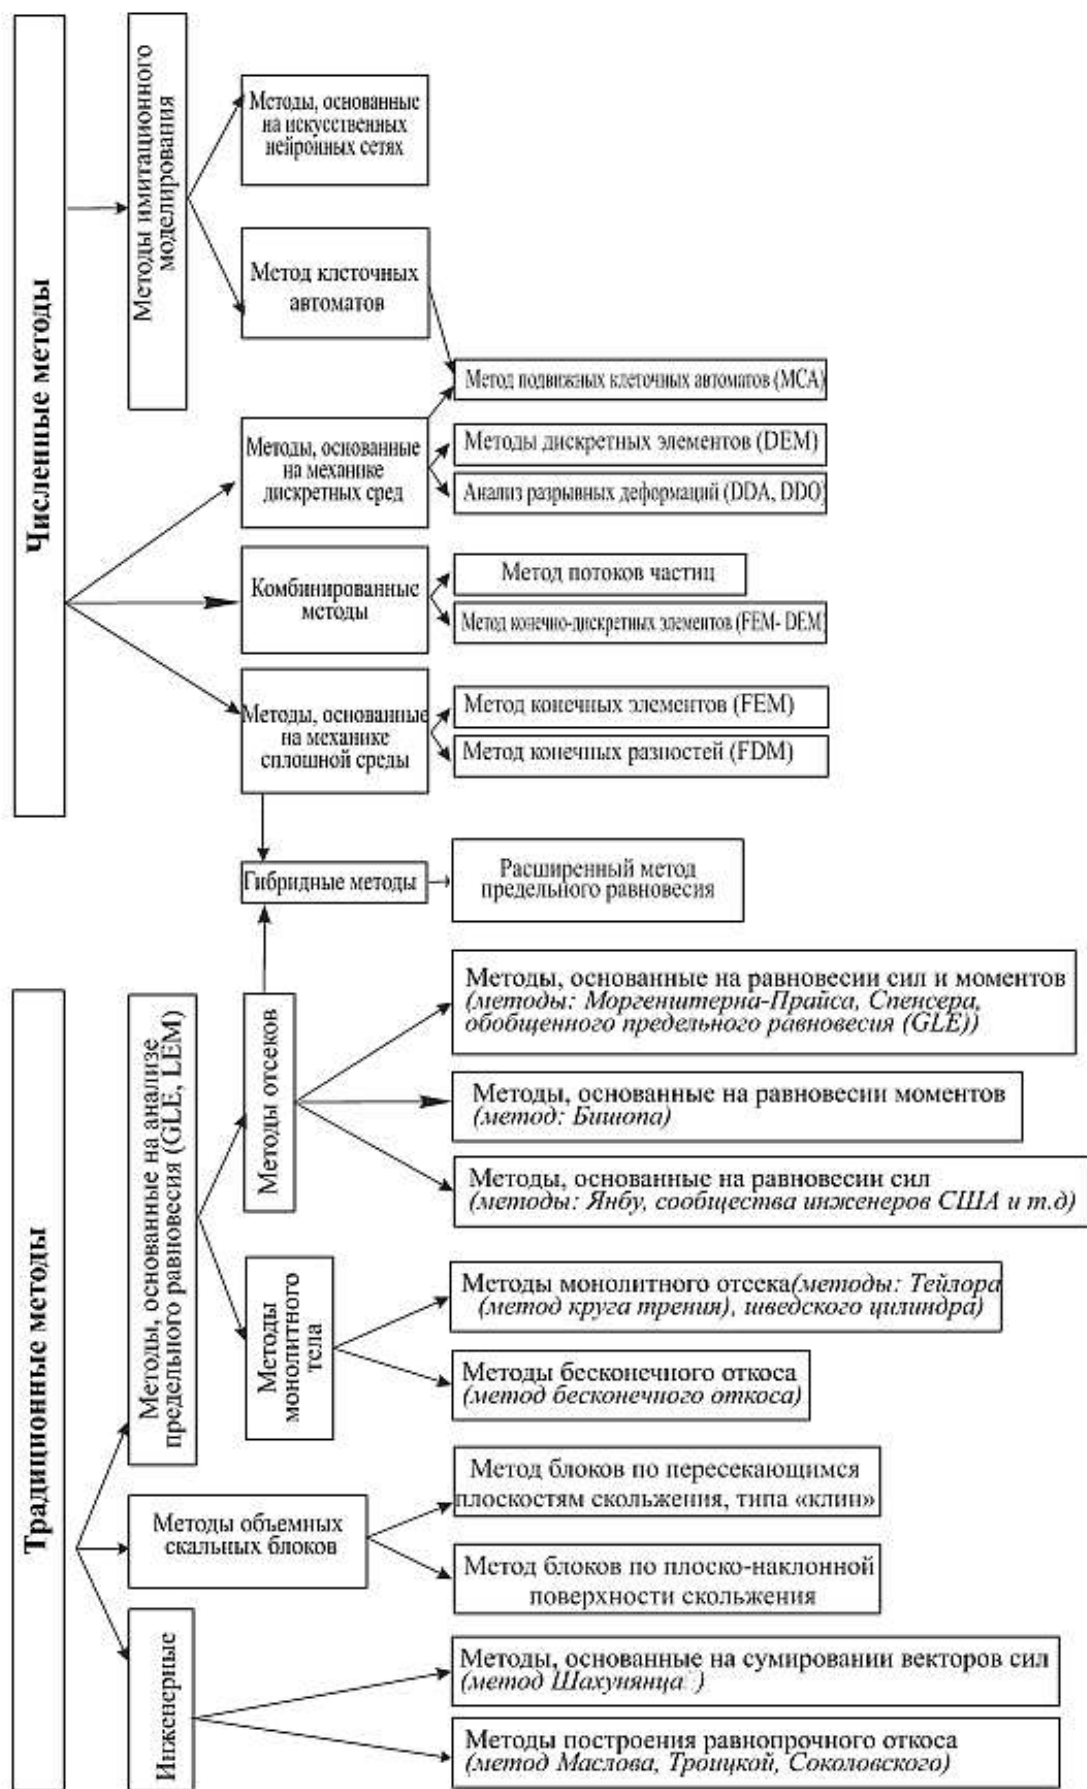 Численные методы
Методы имитационного
моделирования
Методы, основанные
на искусственных
нейронных сетях
Метод клеточных
автоматов
Метод подвижных клеточных автоматов (MCA)
Методы, основанные
на механике
дискретных сред
Методы дискретных элементов (DEM)
Анализ разрывных деформаций (DDA, DDO)
Комбинированные
методы
Метод потоков частиц
Метод конечно-дискретных элементов (FEM- DEM)
Методы, основанные
на механике
сплошной среды
Метод конечных элементов (FEM)
Метод конечных разностей (FDM)
Гибридные методы
Расширенный метод
предельного равновесия
Традиционные методы
Методы, основанные на анализе
предельного равновесия (GLE, LEM)
Методы отсеков
Методы, основанные на равновесии сил и моментов
(методы: Моргенштерна-Прайса, Спенсера,
обобщенного предельного равновесия (GLE))
Методы, основанные на равновесии моментов
(метод: Бишопа)
Методы, основанные на равновесии сил
(методы: Янбу, сообщества инженеров США и т.д)
Методы
монолитного
тела
Методы монолитного отсека(методы: Тейлора
(метод круга трения), шведского цилиндра)
Методы бесконечного откоса
(метод бесконечного откоса)
Методы объемных
скальных блоков
Метод блоков по пересекающимся
плоскостям скольжения, типа «клин»
Метод блоков по плоско-наклонной
поверхности скольжения
Инженерные
Методы, основанные на сумировании векторов сил
(метод Шахунянца )
Методы построения равнопрочного откоса
(метод Маслова, Троицкой, Соколовского)